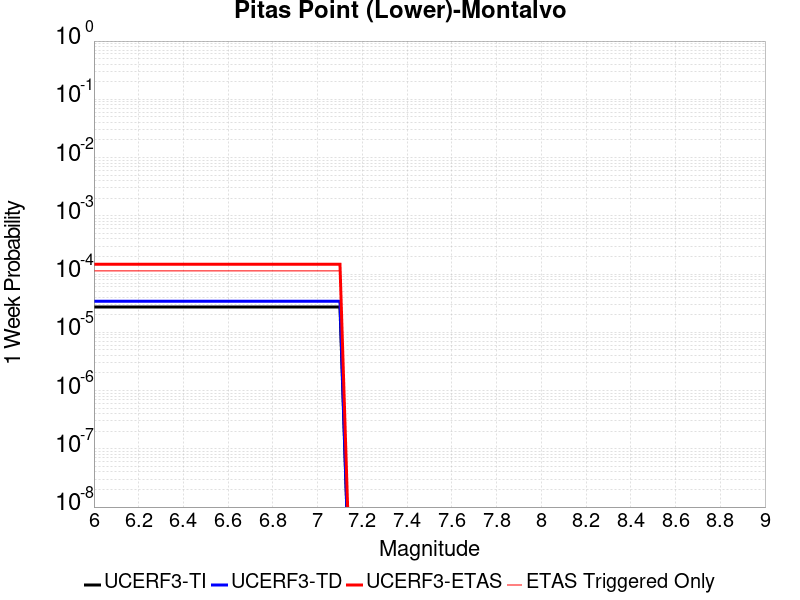 Pitas Point (Lower)-Montalvo
1 Week Probability
10^0
10^-1
10^-2
10^-3
10^-4
10^-5
10^-6
10^-7
10^-8
6 6.2 6.4 6.6 6.8 7 7.2 7.4 7.6 7.8 8 8.2 8.4 8.6 8.8 9
Magnitude
UCERF3-TI UCERF3-TD UCERF3-ETAS ETAS Triggered Only